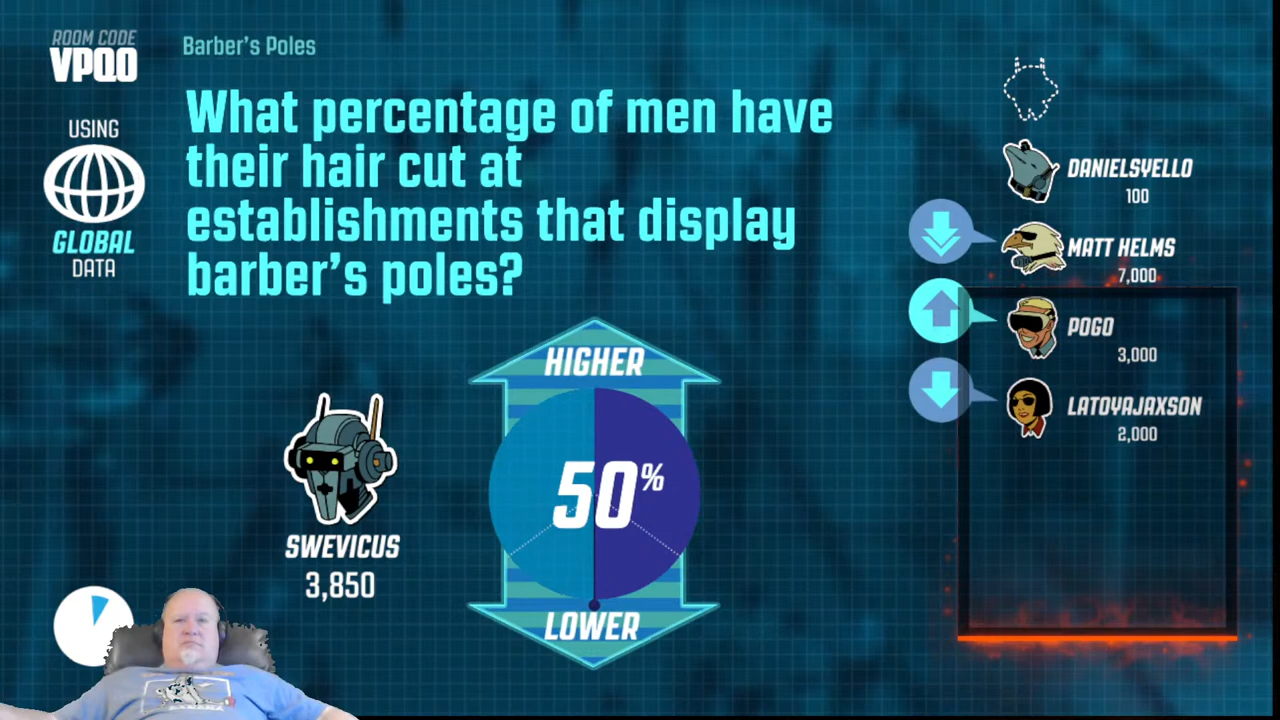 ROOM CODE
VPQO
Barber's Poles
USING
GLOBAL
DATA
What percentage of men have
their hair cut at
establishments that display
barber's poles?
HIGHER
50%
LOWER
SWEVICUS
3,850
DANIELSYELLO
100
MATT HELMS
7,000
POGO
3,000
LATOYAJAXSON
2,000